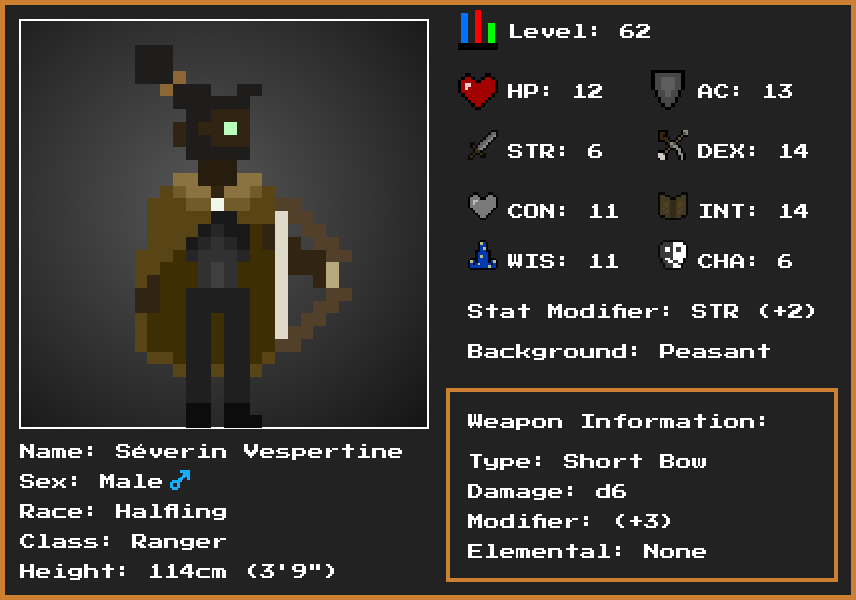 Level: 62
HP: 12 AC: 13
STR: 6 DEX: 14
CON: 11 INT: 14
WIS: 11 CHA: 6
Stat Modifier: STR (+2)
Background: Peasant
Weapon Information:
Type: Short Bow
Damage: d6
Modifier: (+3)
Elemental: None
Name: Séverin Vespertine
Sex: Male♂
Race: Halfling
Class: Ranger
Height: 114cm (3'9")